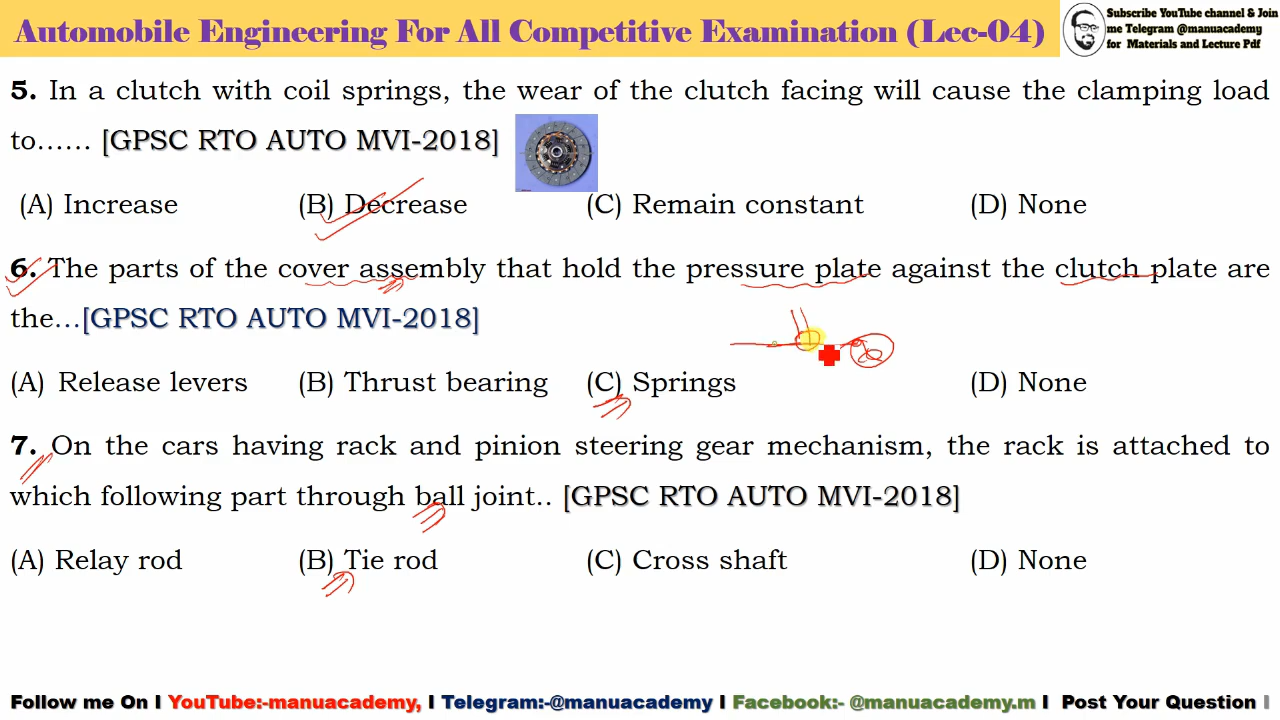 Automobile Engineering For All Competitive Examination (Lec-04)
Subscribe YouTube channel & Join
me Telegram @manuacademy
for Materials and Lecture Pdf
5. In a clutch with coil springs, the wear of the clutch facing will cause the clamping load
to...... [GPSC RTO AUTO MVI-2018]
(A) Increase (B) Decrease (C) Remain constant (D) None
6. The parts of the cover assembly that hold the pressure plate against the clutch plate are
the...[GPSC RTO AUTO MVI-2018]
(A) Release levers (B) Thrust bearing (C) Springs (D) None
7. On the cars having rack and pinion steering gear mechanism, the rack is attached to
which following part through ball joint.. [GPSC RTO AUTO MVI-2018]
(A) Relay rod (B) Tie rod (C) Cross shaft (D) None
Follow me On I YouTube:-manuacademy, I Telegram:-@manuacademy I Facebook:- @manuacademy.m I Post Your Question I